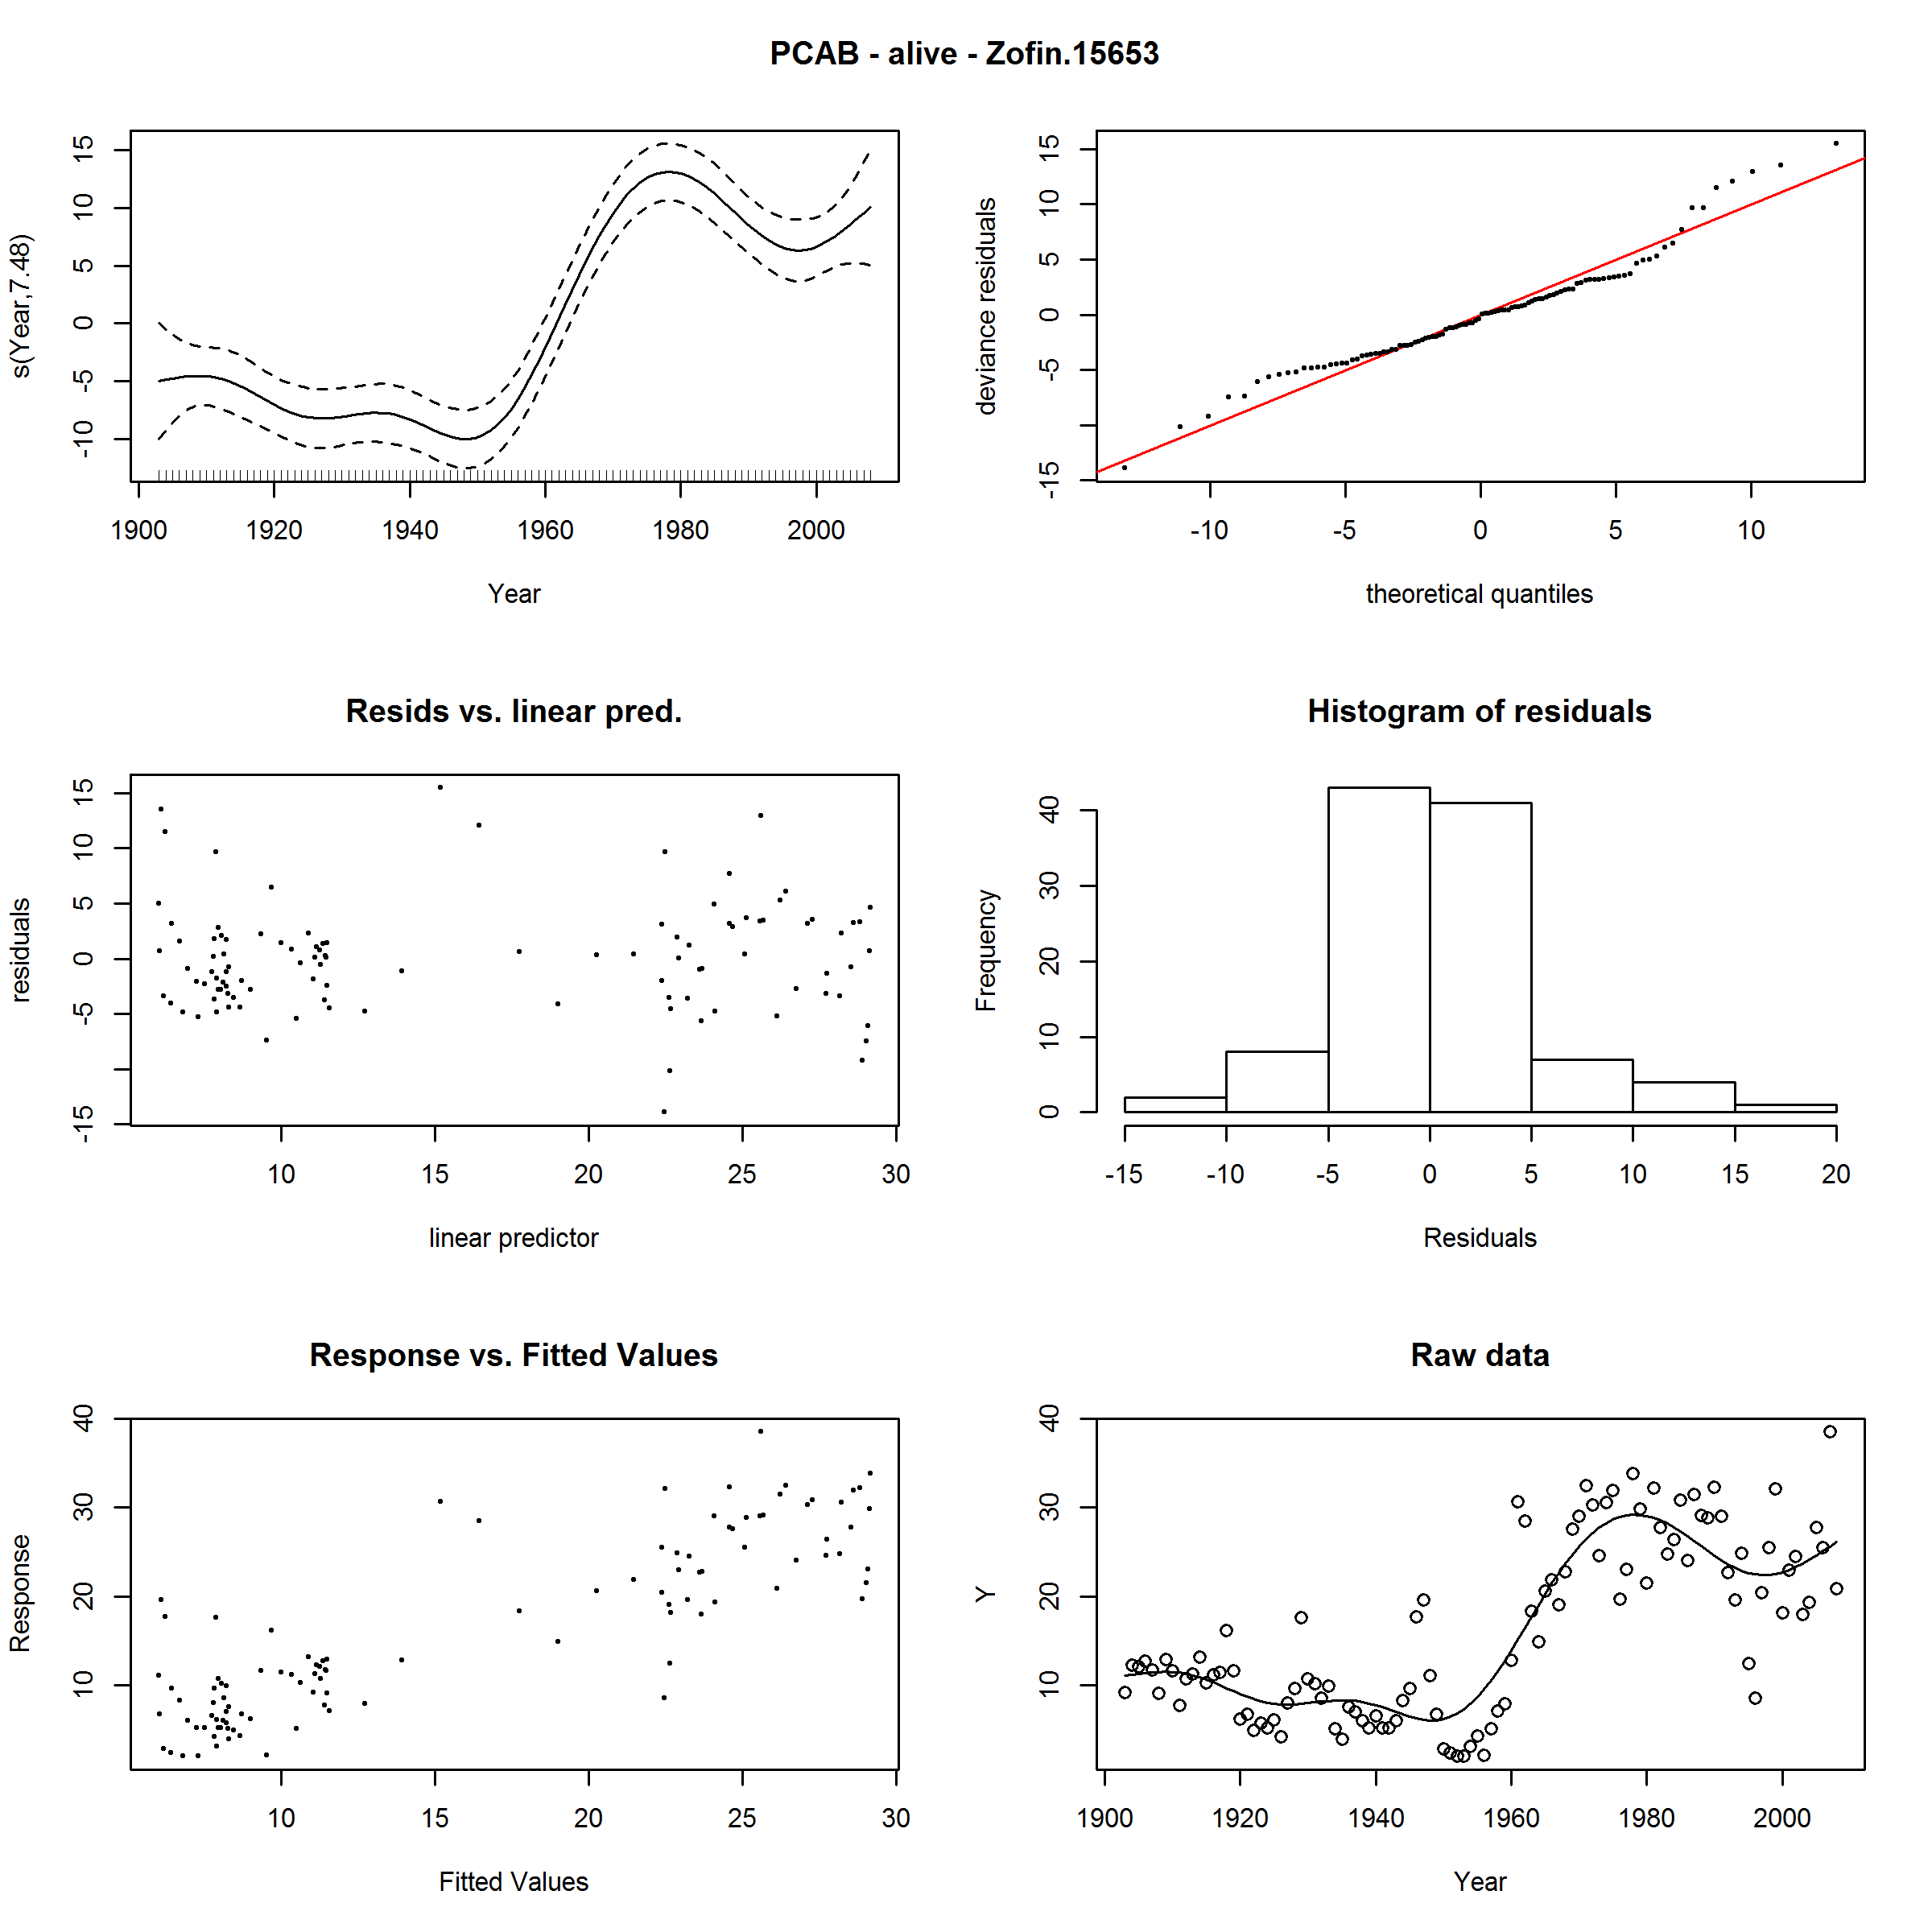 PCAB - alive - Zofin.15653
s(Year,7.48)
15
10
5
0
-5
-10
1900 1920 1940 1960 1980 2000
Year
deviance residuals
15
10
5
0
-5
-15
-10 -5 0 5 10
theoretical quantiles
Resids vs. linear pred.
residuals
15
10
5
0
-5
-15
10 15 20 25 30
linear predictor
Histogram of residuals
Frequency
40
30
20
10
0
-15 -10 -5 0 5 10 15 20
Residuals
Response vs. Fitted Values
Response
40
30
20
10
10 15 20 25 30
Fitted Values
Raw data
Y
40
30
20
10
1900 1920 1940 1960 1980 2000
Year